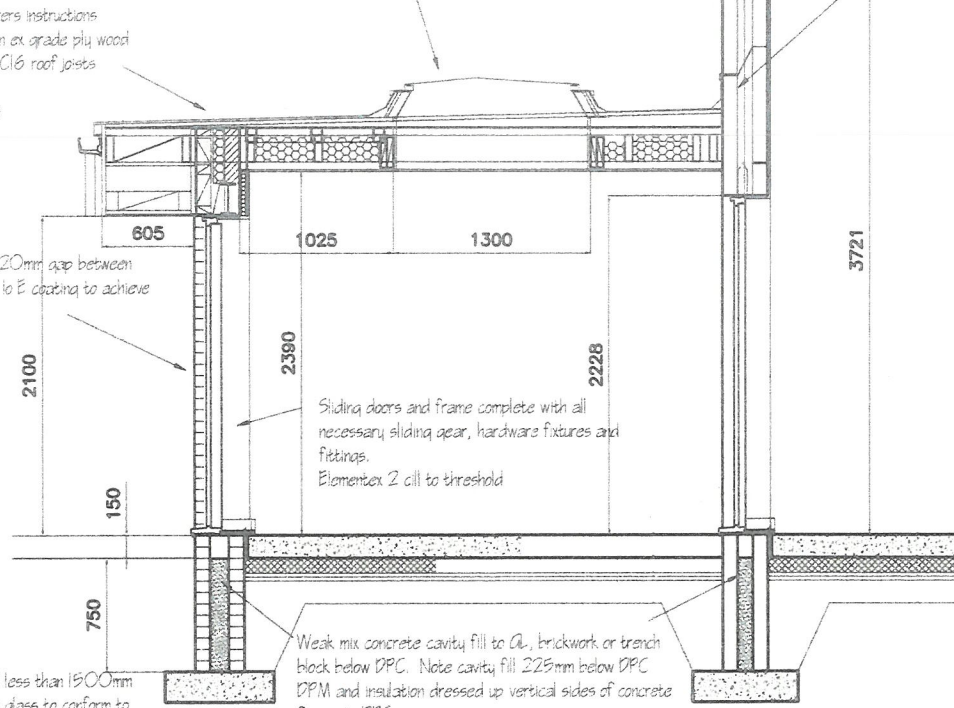 ers instructions
n ex grade ply wood
C16 roof joists
605
1025
1300
3721
20mm gap between
lo E coating to achieve
2100
2390
2228
Sliding doors and frame complete with all
necessary sliding gear, hardware fixtures and
fittings.
Elementex 2 cill to threshold
150
750
Weak mix concrete cavity fill to GL, brickwork or trench
block below DPC. Note cavity fill 225mm below DPC
DPM and insulation dressed up vertical sides of concrete
less than 1500mm
glass to conform to